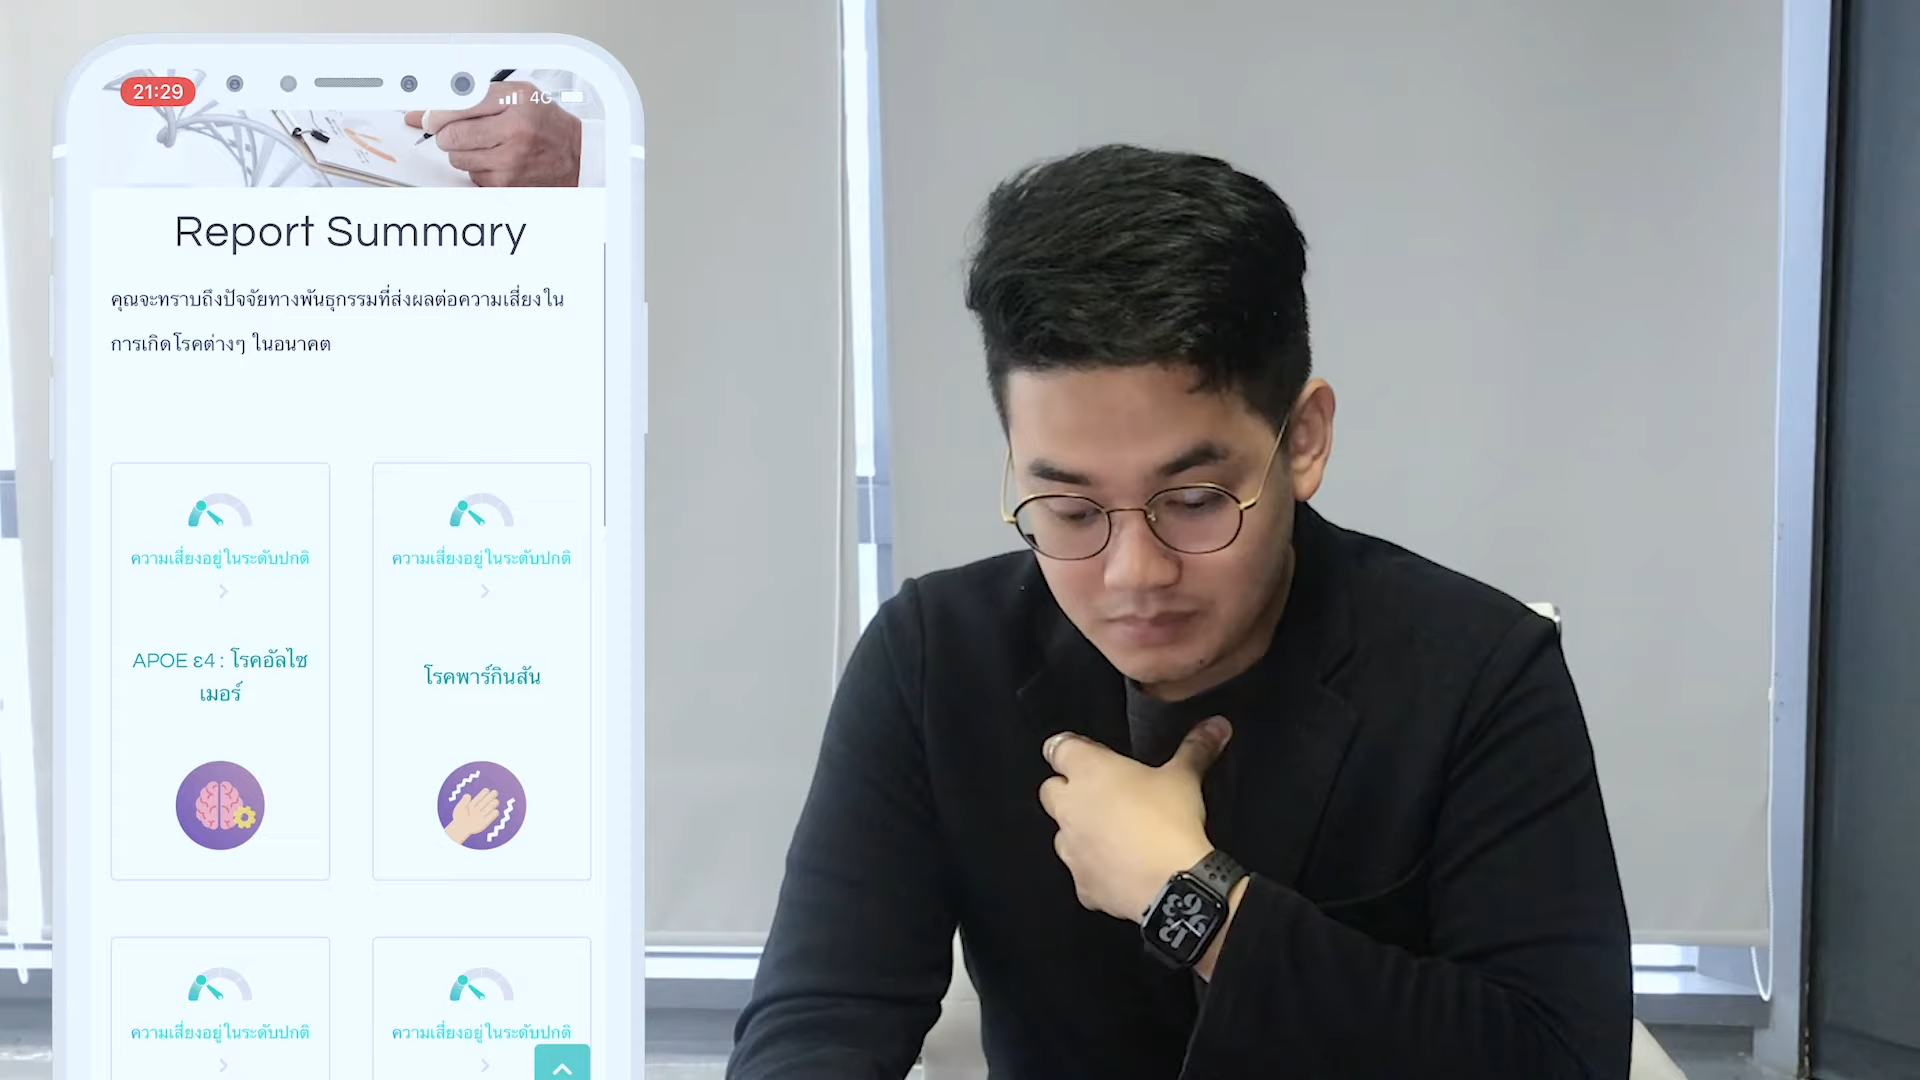 21:29
4G
Report Summary
คุณจะทราบถึงปัจจัยทางพันธุกรรมที่ส่งผลต่อความเสี่ยงใน
การเกิดโรคต่างๆ ในอนาคต
ความเสี่ยงอยู่ในระดับปกติ
ความเสี่ยงอยู่ในระดับปกติ
APOE ε4 : โรคอัลไซ
เมอร์
โรคพาร์กินสัน
ความเสี่ยงอยู่ในระดับปกติ
ความเสี่ยงอยู่ในระดับปกติ